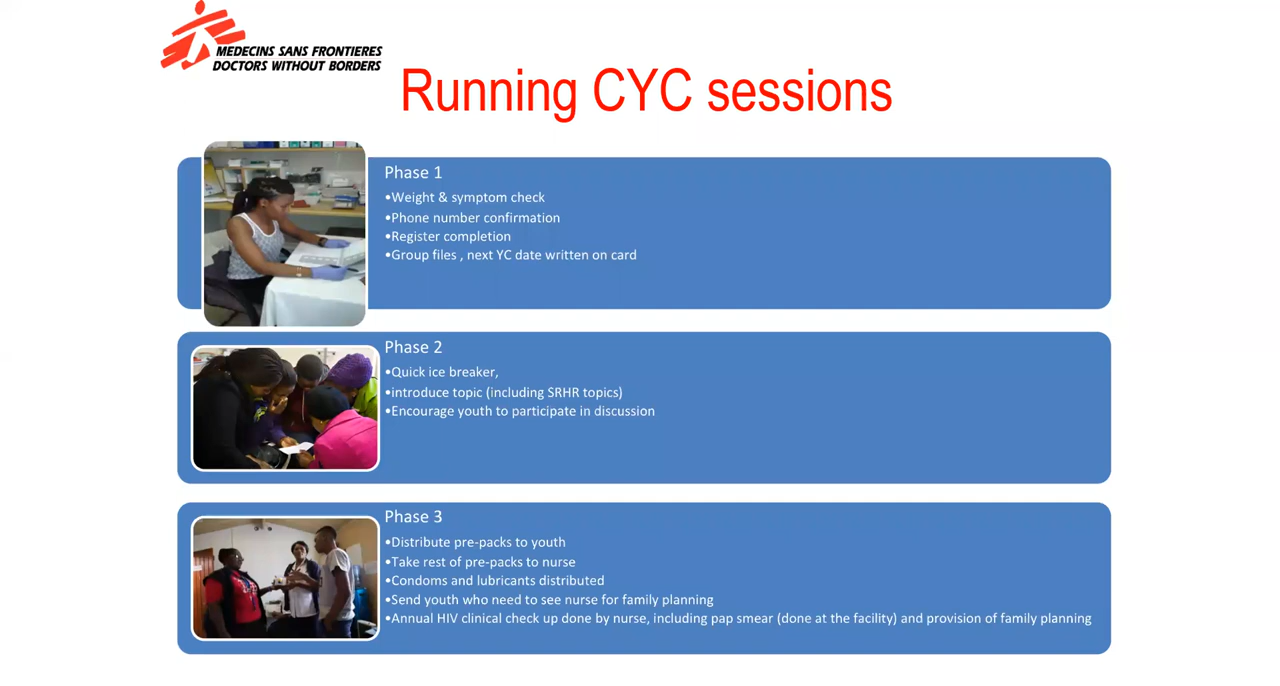 MEDECINS SANS FRONTIERES
DOCTORS WITHOUT BORDERS
Running CYC sessions
Phase 1
•Weight & symptom check
•Phone number confirmation
•Register completion
•Group files , next YC date written on card
Phase 2
•Quick ice breaker,
•introduce topic (including SRHR topics)
•Encourage youth to participate in discussion
Phase 3
•Distribute pre-packs to youth
•Take rest of pre-packs to nurse
•Condoms and lubricants distributed
•Send youth who need to see nurse for family planning
•Annual HIV clinical check up done by nurse, including pap smear (done at the facility) and provision of family planning